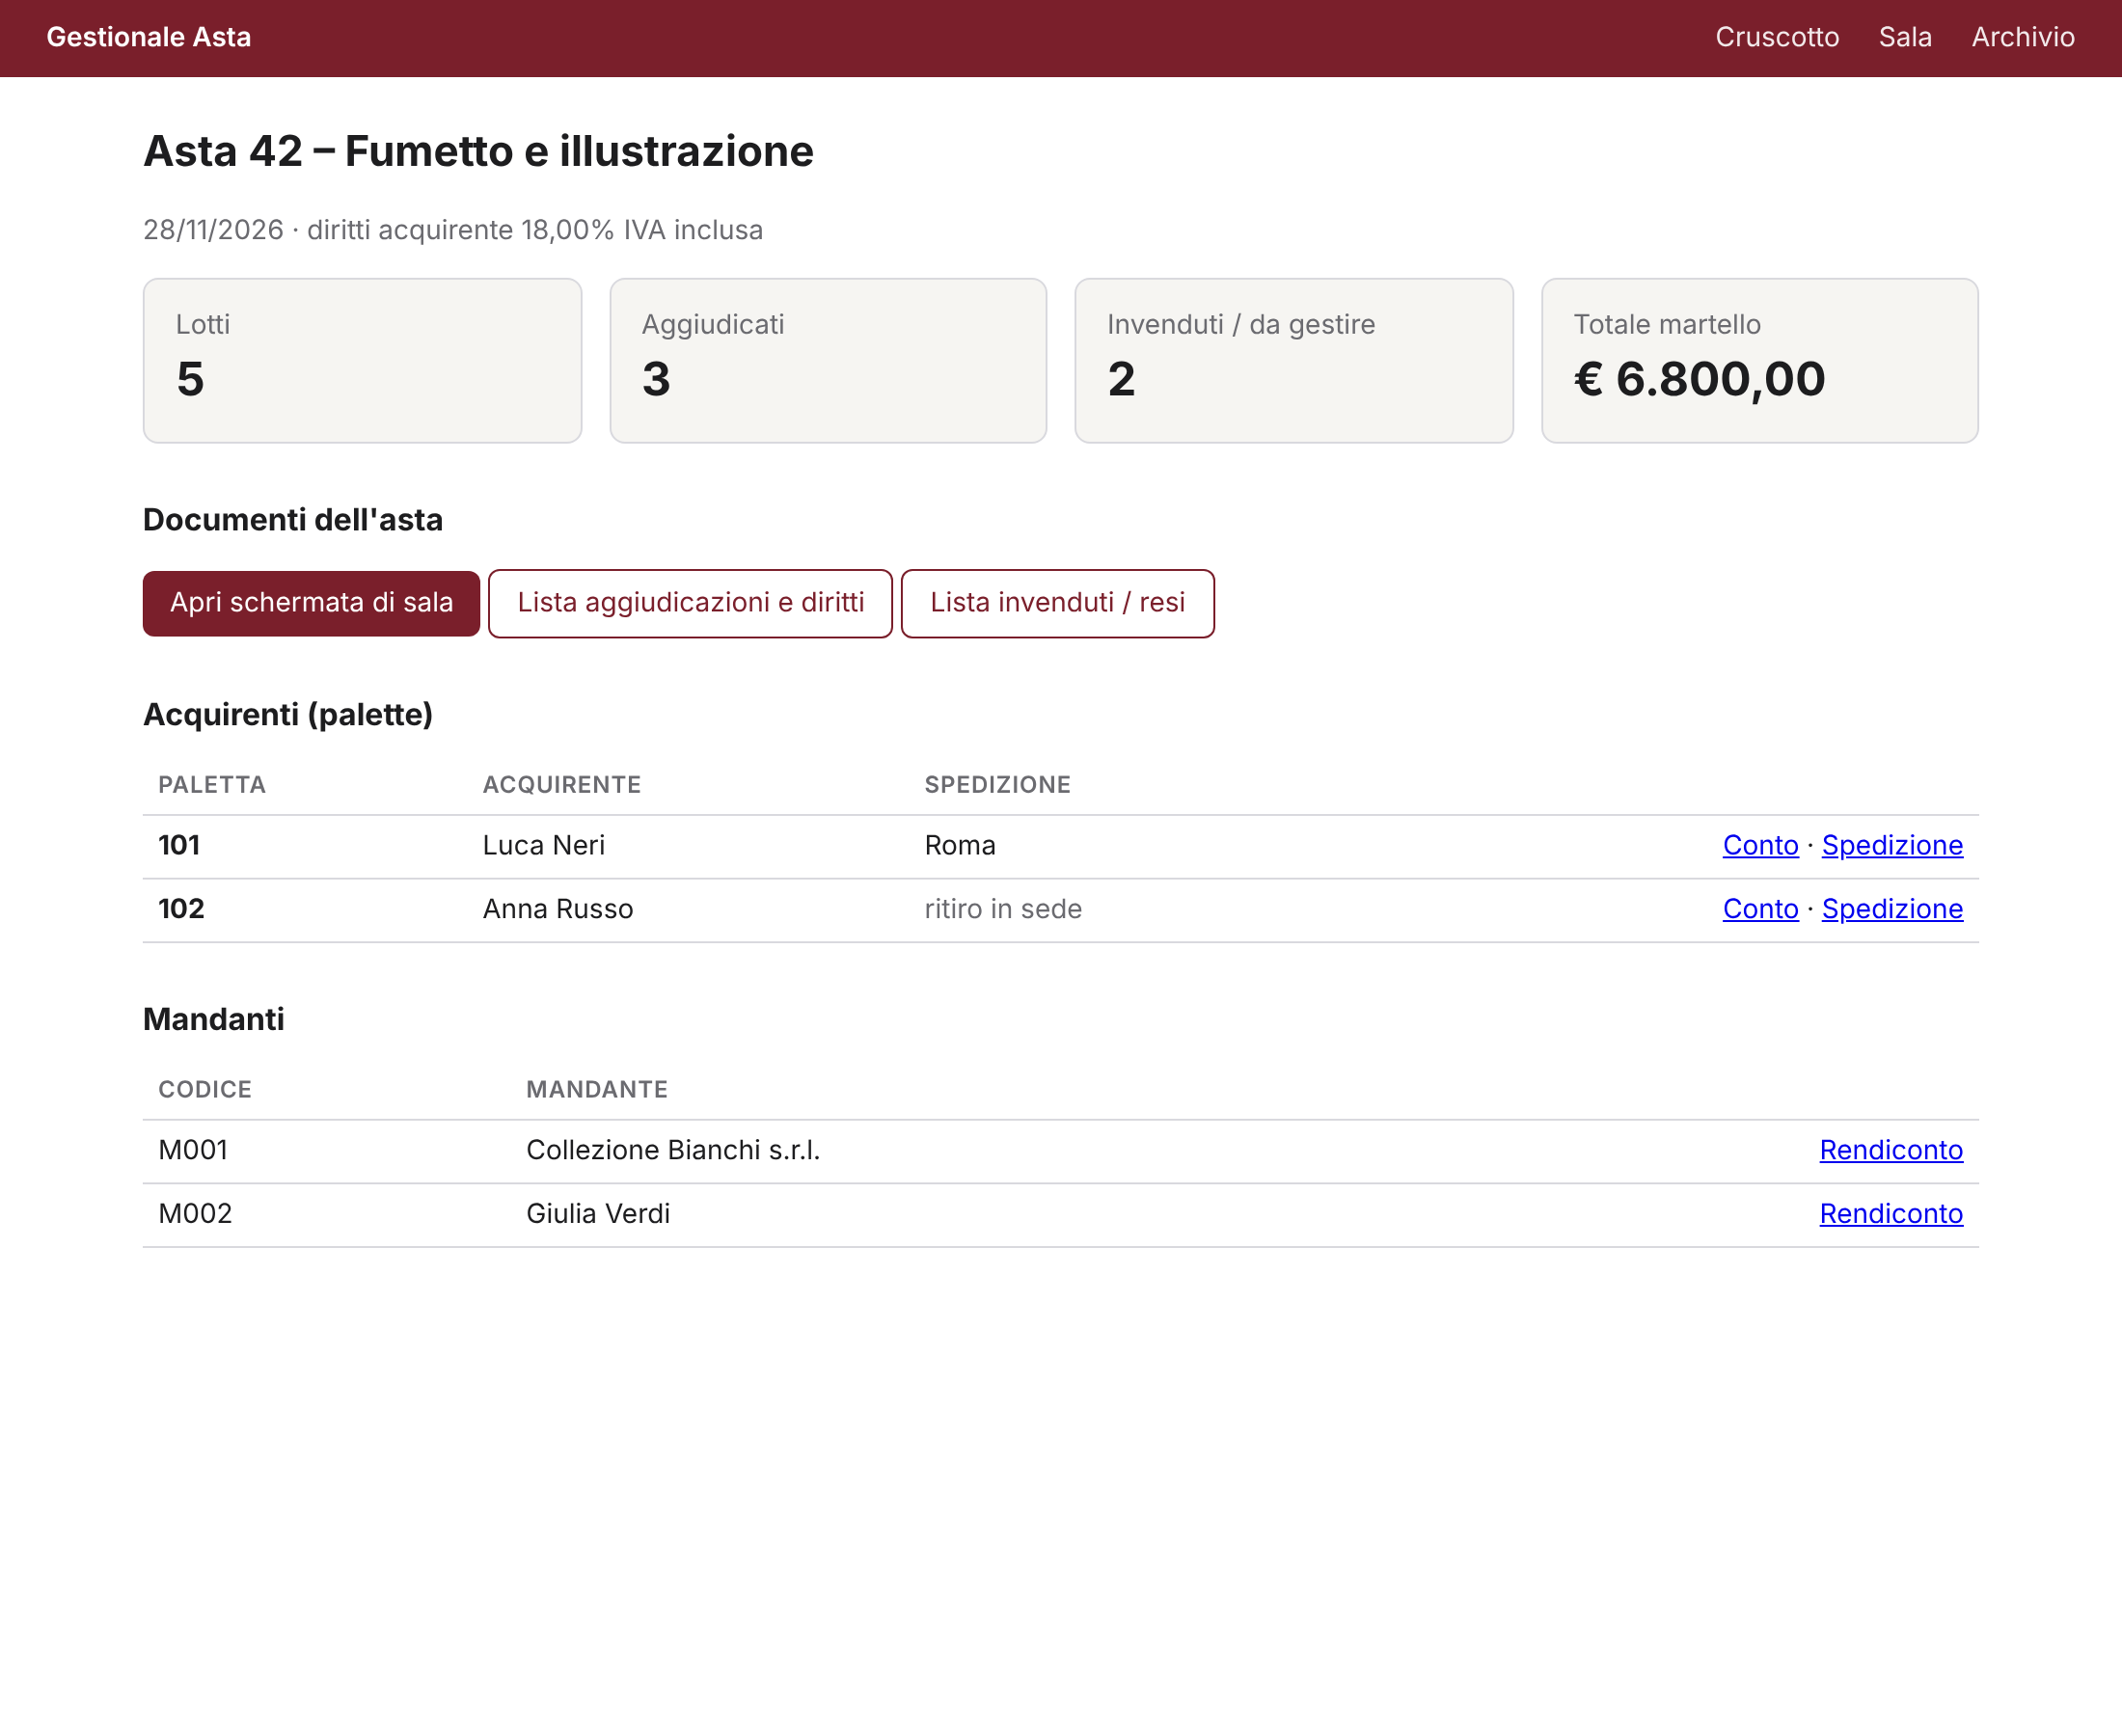 Gestionale Asta Cruscotto Sala Archivio
Asta 42 – Fumetto e illustrazione
28/11/2026 · diritti acquirente 18,00% IVA inclusa
Lotti
5
Aggiudicati
3
Invenduti / da gestire
2
Totale martello
€ 6.800,00
Documenti dell'asta
Apri schermata di sala Lista aggiudicazioni e diritti Lista invenduti / resi
Acquirenti (palette)
PALETTA ACQUIRENTE SPEDIZIONE
101 Luca Neri Roma Conto · Spedizione
102 Anna Russo ritiro in sede Conto · Spedizione
Mandanti
CODICE MANDANTE
M001 Collezione Bianchi s.r.l. Rendiconto
M002 Giulia Verdi Rendiconto